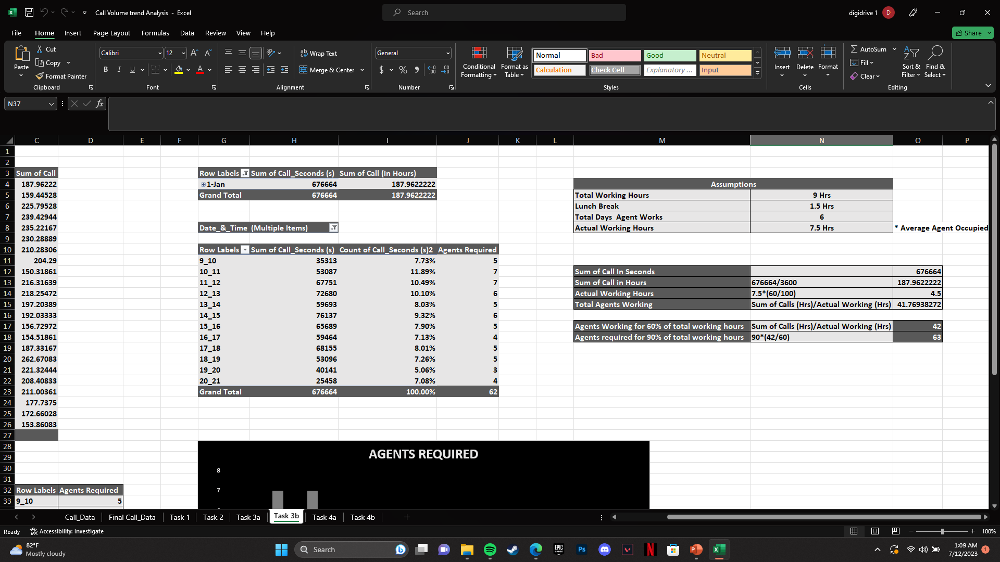 Call Volume trend Analysis - Excel
Search
digidrive 1
D
File Home Insert Page Layout Formulas Data Review View Help
Share
Paste
Cut
Copy
Format Painter
Clipboard
Calibri 12
B I U
Font
Wrap Text
Merge & Center
Alignment
General
$ % 9
Number
Conditional Formatting
Format as Table
Normal Bad Good Neutral
Calculation Check Cell Explanatory ... Input
Styles
Insert Delete Format
Cells
AutoSum
Fill
Clear
Sort & Filter
Find & Select
Editing
N37
fx
C D E F G H I J K L M N O P
1
2
3 Sum of Call Row Labels Sum of Call_Seconds (s) Sum of Call (In Hours)
4 187.96222 1-Jan 676664 187.9622222 Assumptions
5 159.44528 Grand Total 676664 187.9622222 Total Working Hours 9 Hrs
6 225.79528 Lunch Break 1.5 Hrs
7 239.42944 Total Days Agent Works 6
8 235.22167 Date_&_Time (Multiple Items) Actual Working Hours 7.5 Hrs * Average Agent Occupied
9 230.28889
10 210.28306 Row Labels Sum of Call_Seconds (s) Count of Call_Seconds (s)2 Agents Required
11 204.29 9_10 35313 7.73% 5
12 150.31861 10_11 53087 11.89% 7 Sum of Call In Seconds 676664
13 216.31639 11_12 67751 10.49% 7 Sum of Call in Hours 676664/3600 187.9622222
14 218.25472 12_13 72680 10.10% 6 Actual Working Hours 7.5*(60/100) 4.5
15 197.20389 13_14 59693 8.03% 5 Total Agents Working Sum of Calls (Hrs)/Actual Working (Hrs) 41.76938272
16 192.03333 14_15 76137 9.32% 6
17 156.72972 15_16 65689 7.90% 5 Agents Working for 60% of total working hours Sum of Calls (Hrs)/Actual Working (Hrs) 42
18 154.51861 16_17 59464 7.13% 4 Agents required for 90% of total working hours 90*(42/60) 63
19 187.33167 17_18 68155 8.01% 5
20 262.67083 18_19 53096 7.26% 5
21 221.32444 19_20 40141 5.06% 3
22 208.40833 20_21 25458 7.08% 4
23 211.00361 Grand Total 676664 100.00% 62
24 177.7375
25 172.66028
26 153.86083
27
28
29 AGENTS REQUIRED
30 8
31
32 Row Labels Agents Required 7
33 9_10 5
Call_Data Final Call_Data Task 1 Task 2 Task 3a Task 3b Task 4a Task 4b +
Ready Accessibility: Investigate 100%
82°F
Mostly cloudy
Search
EPIC GAMES
Ps
1:09 AM
7/12/2023
1